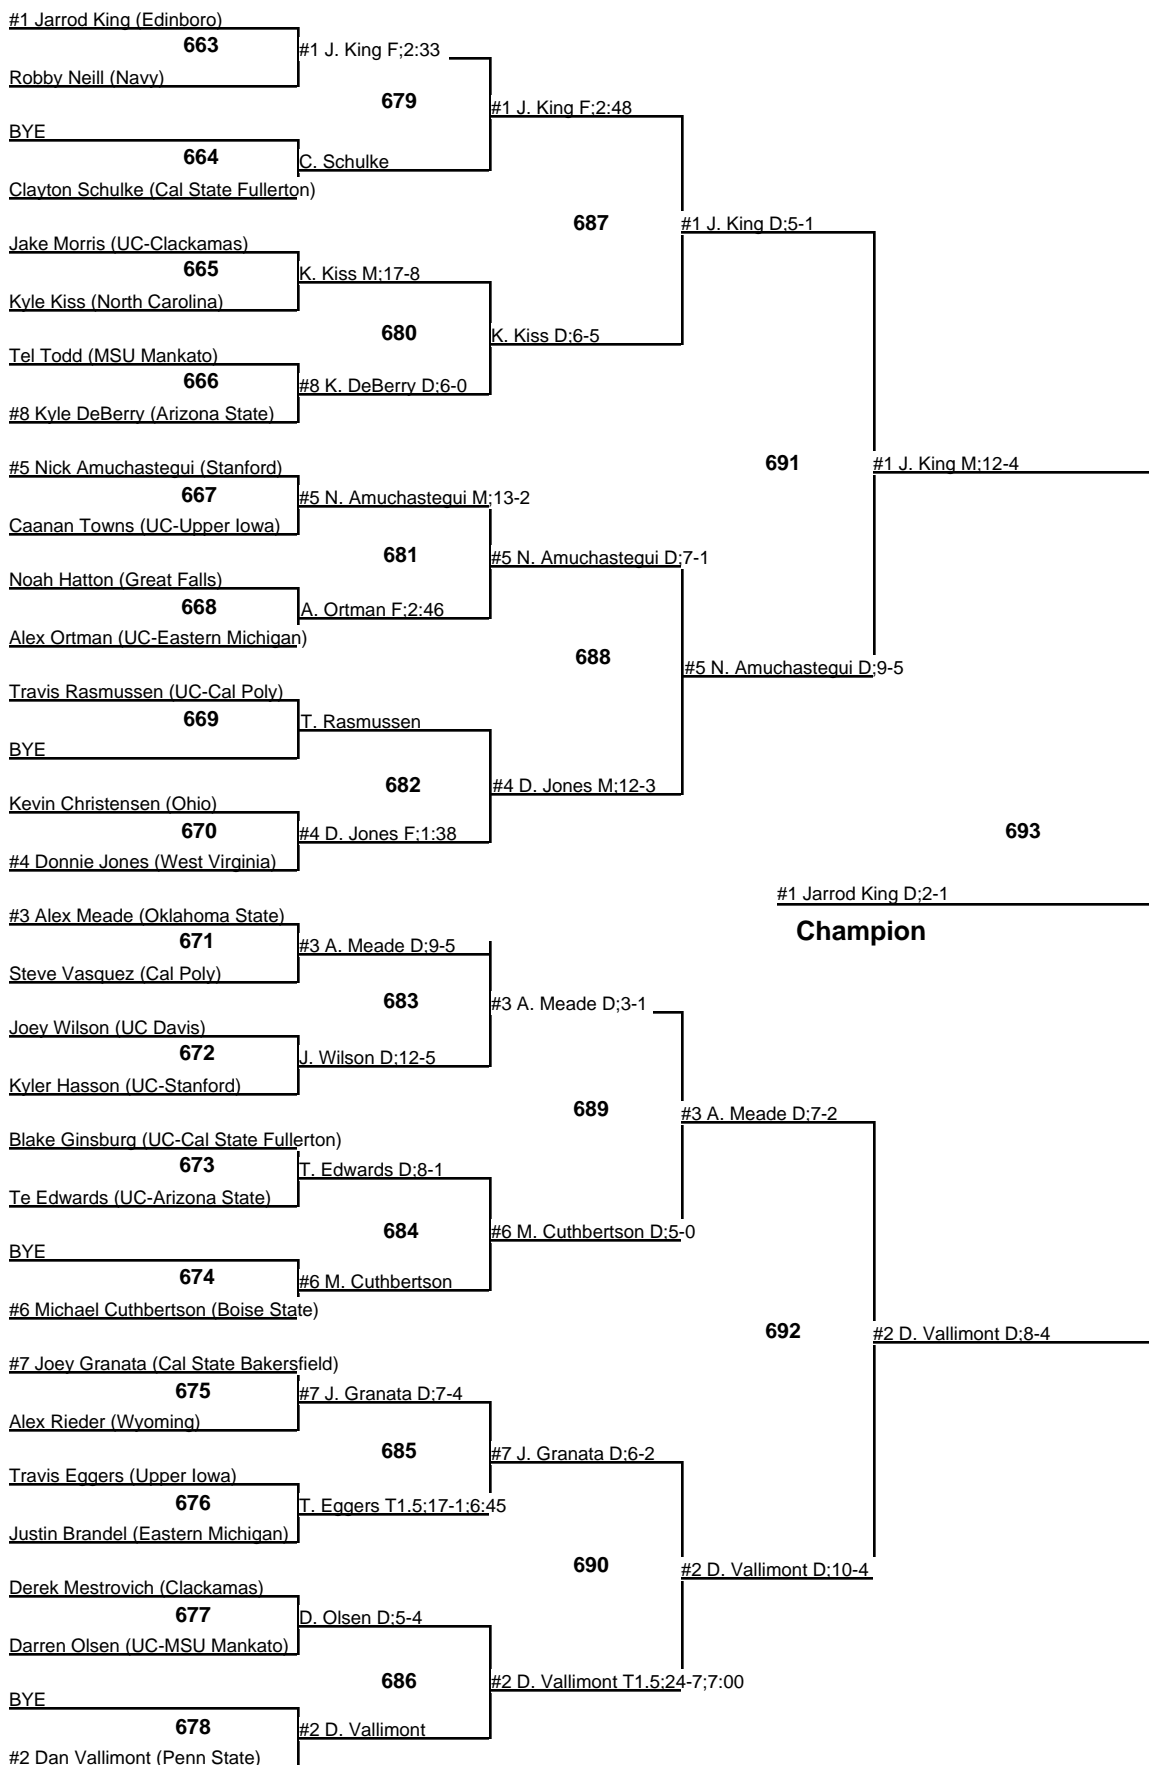 #1 Jarrod King (Edinboro)
663
#1 J. King F;2:33
Robby Neill (Navy)
679
#1 J. King F;2:48
BYE
664
C. Schulke
Clayton Schulke (Cal State Fullerton)
687
#1 J. King D;5-1
Jake Morris (UC-Clackamas)
665
K. Kiss M;17-8
Kyle Kiss (North Carolina)
680
K. Kiss D;6-5
Tel Todd (MSU Mankato)
666
#8 K. DeBerry D;6-0
#8 Kyle DeBerry (Arizona State)
691
#1 J. King M;12-4
#5 Nick Amuchastegui (Stanford)
667
#5 N. Amuchastegui M;13-2
Caanan Towns (UC-Upper Iowa)
681
#5 N. Amuchastegui D;7-1
Noah Hatton (Great Falls)
668
A. Ortman F;2:46
Alex Ortman (UC-Eastern Michigan)
688
#5 N. Amuchastegui D;9-5
Travis Rasmussen (UC-Cal Poly)
669
T. Rasmussen
BYE
682
#4 D. Jones M;12-3
Kevin Christensen (Ohio)
670
#4 D. Jones F;1:38
#4 Donnie Jones (West Virginia)
693
#1 Jarrod King D;2-1
Champion
#3 Alex Meade (Oklahoma State)
671
#3 A. Meade D;9-5
Steve Vasquez (Cal Poly)
683
#3 A. Meade D;3-1
Joey Wilson (UC Davis)
672
J. Wilson D;12-5
Kyler Hasson (UC-Stanford)
689
#3 A. Meade D;7-2
Blake Ginsburg (UC-Cal State Fullerton)
673
T. Edwards D;8-1
Te Edwards (UC-Arizona State)
684
#6 M. Cuthbertson D;5-0
BYE
674
#6 M. Cuthbertson
#6 Michael Cuthbertson (Boise State)
692
#2 D. Vallimont D;8-4
#7 Joey Granata (Cal State Bakersfield)
675
#7 J. Granata D;7-4
Alex Rieder (Wyoming)
685
#7 J. Granata D;6-2
Travis Eggers (Upper Iowa)
676
T. Eggers T1.5;17-1;6:45
Justin Brandel (Eastern Michigan)
690
#2 D. Vallimont D;10-4
Derek Mestrovich (Clackamas)
677
D. Olsen D;5-4
Darren Olsen (UC-MSU Mankato)
686
#2 D. Vallimont T1.5;24-7;7:00
BYE
678
#2 D. Vallimont
#2 Dan Vallimont (Penn State)